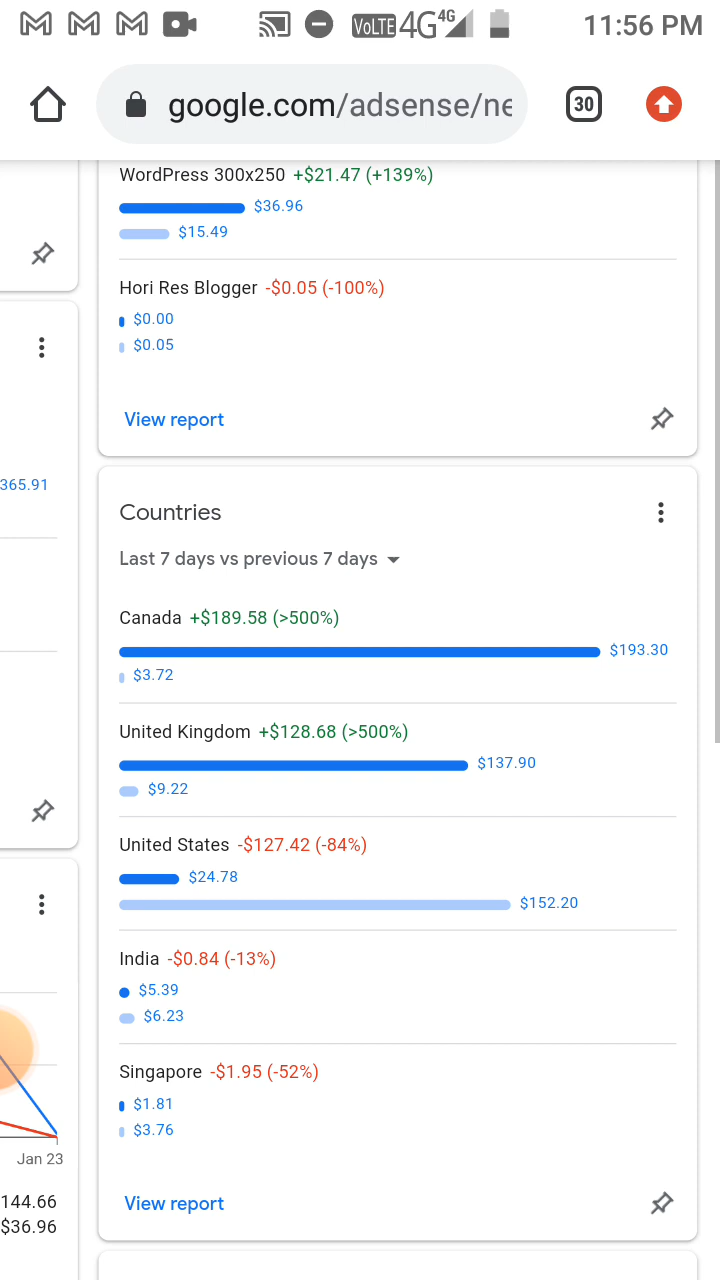 VoLTE 4G 4G 11:56 PM
google.com/adsense/ne
30
WordPress 300x250 +$21.47 (+139%)
$36.96
$15.49
Hori Res Blogger -$0.05 (-100%)
$0.00
$0.05
View report
365.91
Countries
Last 7 days vs previous 7 days
Canada +$189.58 (>500%)
$193.30
$3.72
United Kingdom +$128.68 (>500%)
$137.90
$9.22
United States -$127.42 (-84%)
$24.78
$152.20
India -$0.84 (-13%)
$5.39
$6.23
Singapore -$1.95 (-52%)
$1.81
$3.76
View report
Jan 23
144.66
$36.96